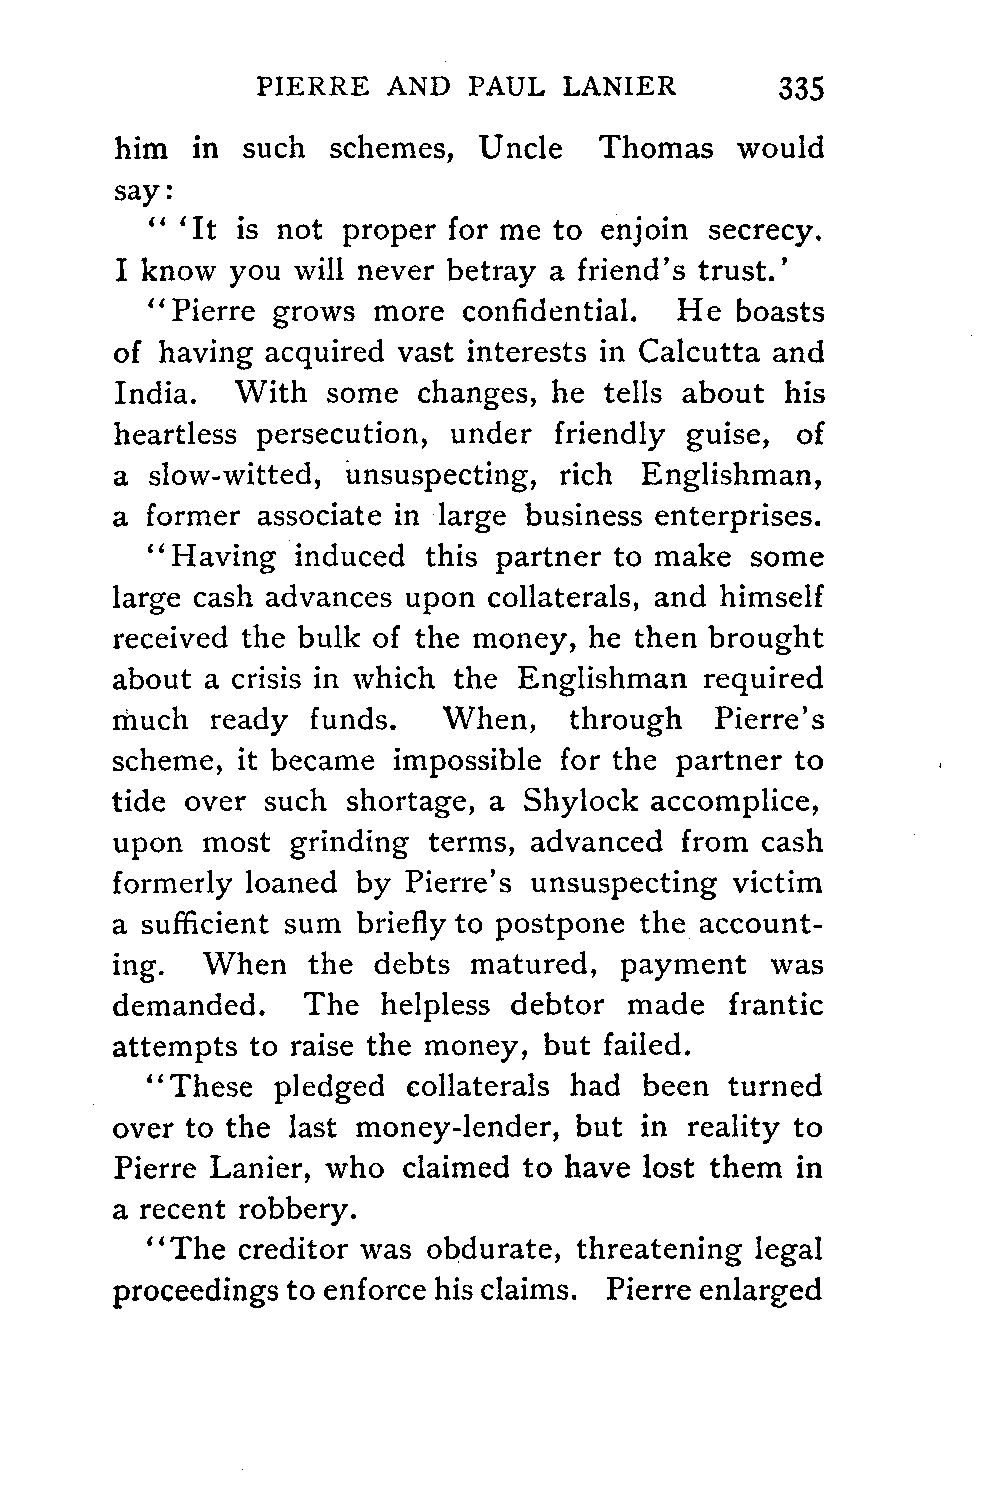 PIERRE AND PAUL LANIER 335
him in such schemes, Uncle Thomas would
say:
“ ‘It is not proper for me to enjoin secrecy.
I know you will never betray a friend’s trust.’
“Pierre grows more confidential. He boasts
of having acquired vast interests in Calcutta and
India. With some changes, he tells about his
heartless persecution, under friendly guise, of
a slow-witted, unsuspecting, rich Englishman,
a former associate in large business enterprises.
“Having induced this partner to make some
large cash advances upon collaterals, and himself
received the bulk of the money, he then brought
about a crisis in which the Englishman required
much ready funds. When, through Pierre’s
scheme, it became impossible for the partner to
tide over such shortage, a Shylock accomplice,
upon most grinding terms, advanced from cash
formerly loaned by Pierre’s unsuspecting victim
a sufficient sum briefly to postpone the account-
ing. When the debts matured, payment was
demanded. The helpless debtor made frantic
attempts to raise the money, but failed.
“These pledged collaterals had been turned
over to the last money-lender, but in reality to
Pierre Lanier, who claimed to have lost them in
a recent robbery.
“The creditor was obdurate, threatening legal
proceedings to enforce his claims. Pierre enlarged